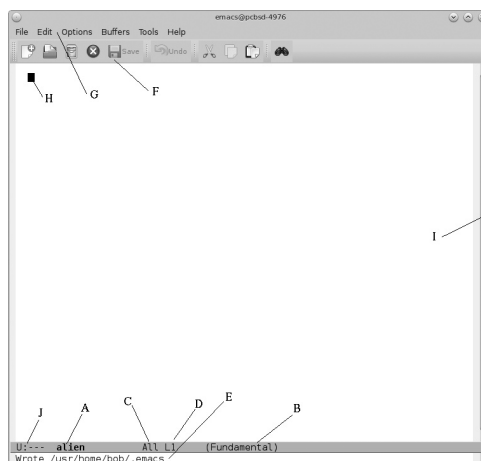 emacs@pcbsd-4976
File Edit Options Buffers Tools Help
Save Undo
H G F
I
J A C D E B
U:--- alien All L1 (Fundamental)
Wrote /usr/home/bob/.emacs